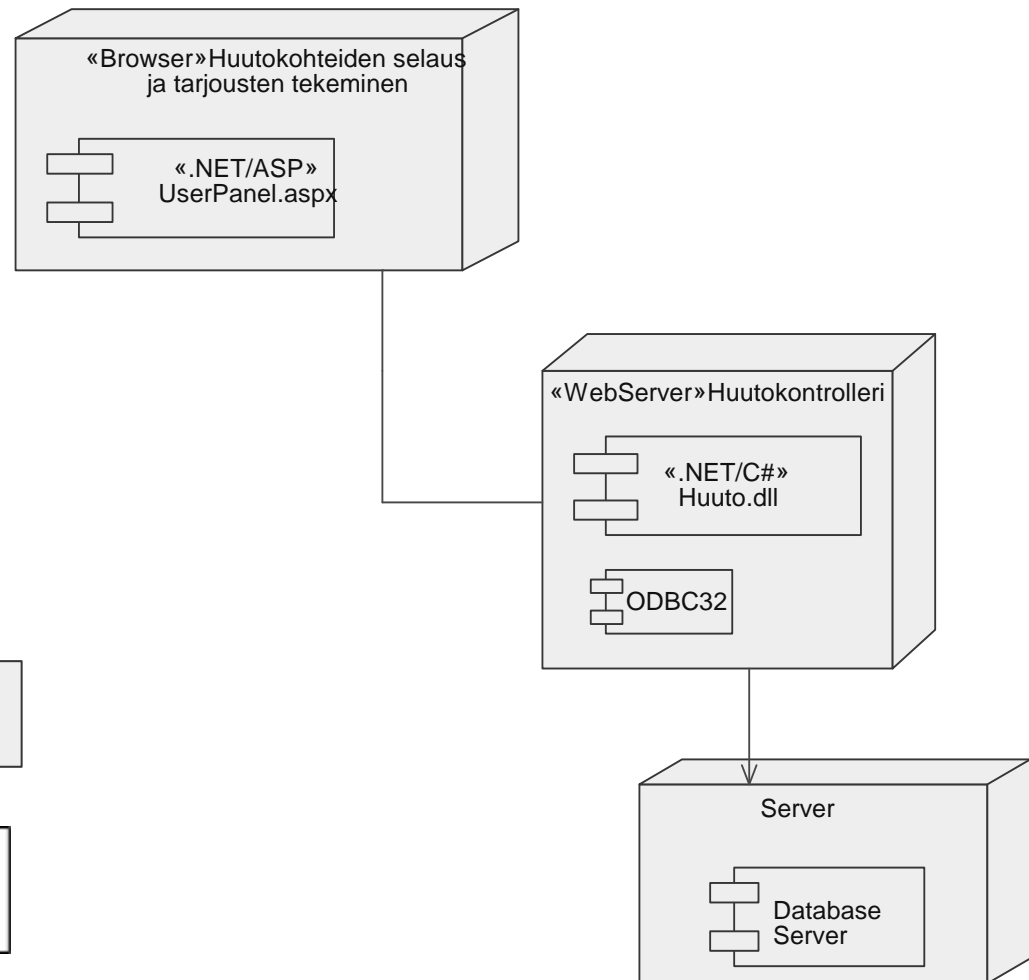 «Browser»Huutokohteiden selaus
ja tarjousten tekeminen
«.NET/ASP»
UserPanel.aspx
«WebServer»Huutokontrolleri
«.NET/C#»
Huuto.dll
ODBC32
Server
Database
Server